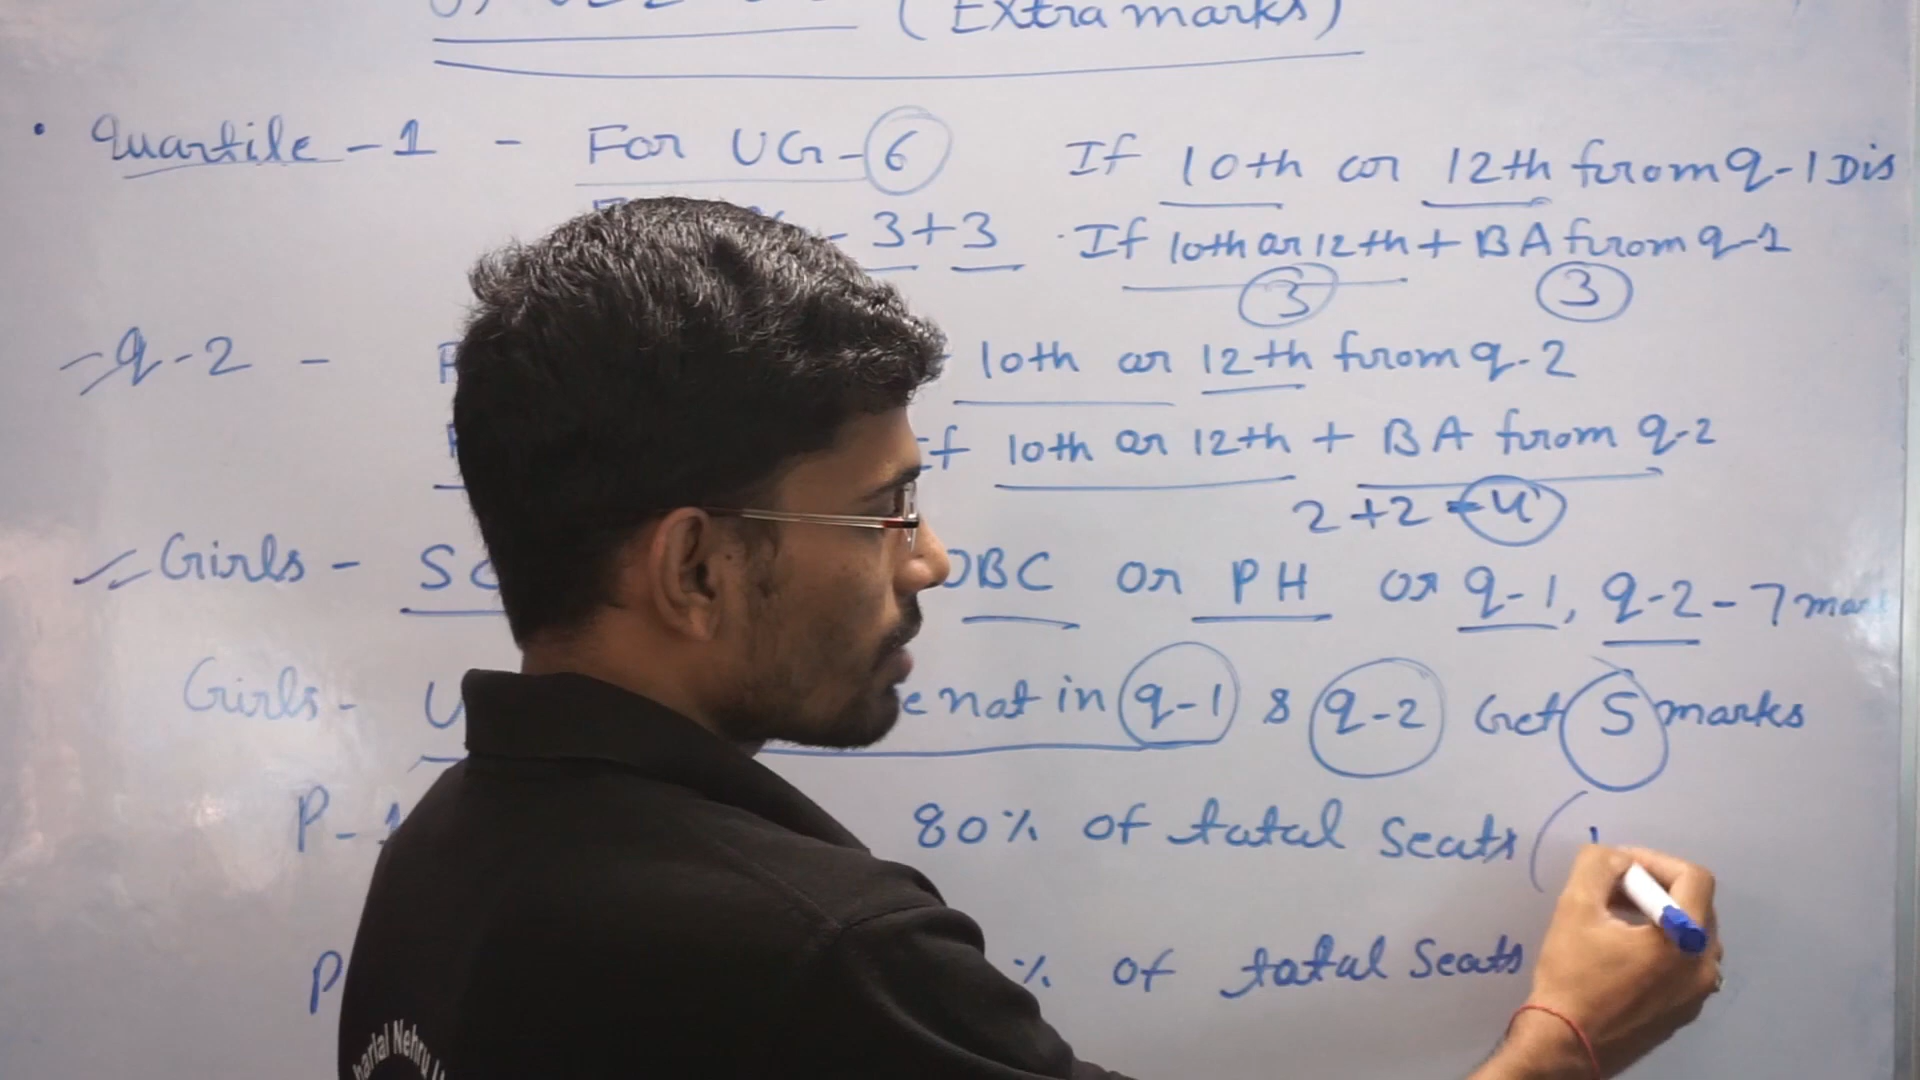 (Extra marks)
• Quartile-1 - For UG-6 If 10th or 12th from q-1 Dis
- 3+3 · If 10th or 12th + BA from q-1
3 3
q-2 - 10th or 12th from q-2
If 10th or 12th + BA from q-2
2+2=4
Girls - SC OBC or PH or q-1, q-2 - 7 mar
Girls - U not in q-1 & q-2 Get 5 marks
P-1 80% of total Seats (
P % of total Seats
Nehru